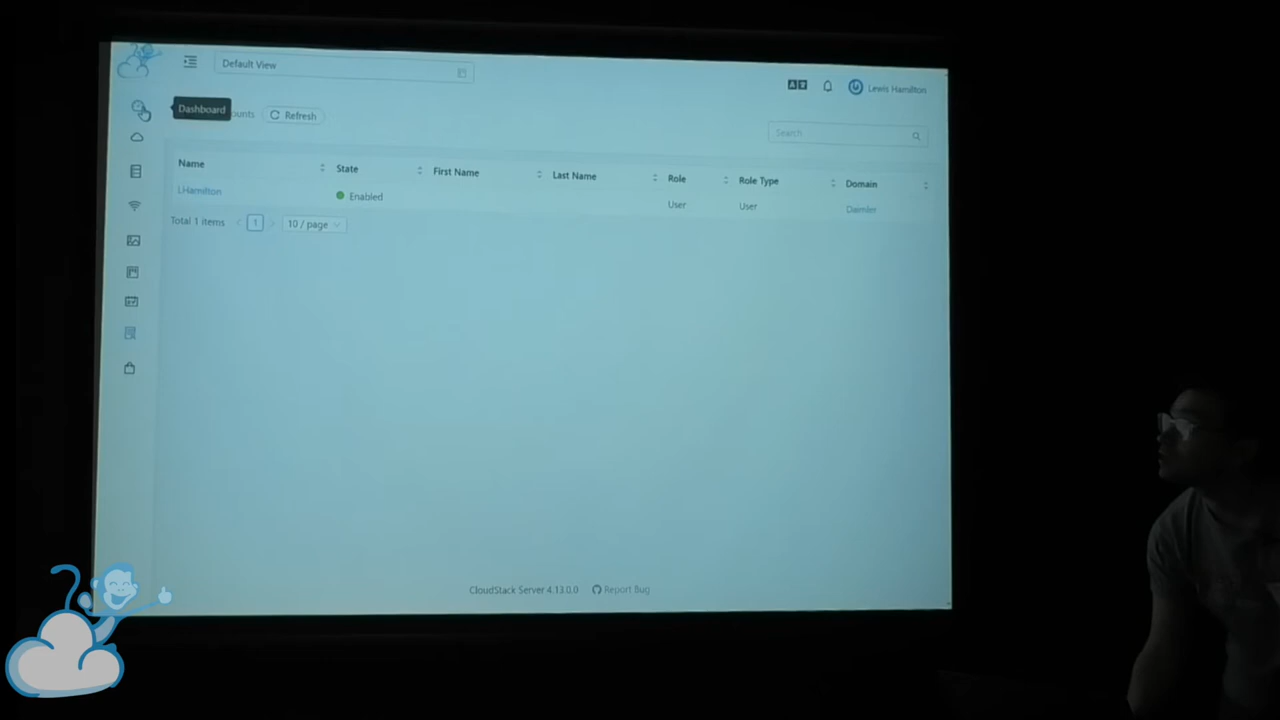 Default View
Lewis Hamilton
Dashboard
ounts
Refresh
Search
Name State First Name Last Name Role Role Type Domain
LHamilton Enabled User User Daimler
Total 1 items 1 10 / page
CloudStack Server 4.13.0.0 Report Bug